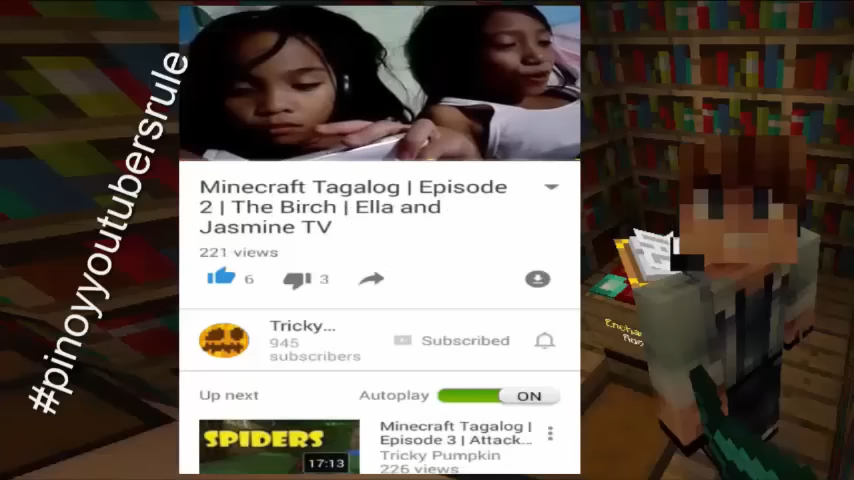 #pinoyyoutubersrule
Minecraft Tagalog | Episode
2 | The Birch | Ella and
Jasmine TV
221 views
6
3
Tricky...
945
subscribers
Subscribed
Up next
Autoplay
ON
SPIDERS
17:13
Minecraft Tagalog |
Episode 3 | Attack...
Tricky Pumpkin
226 views